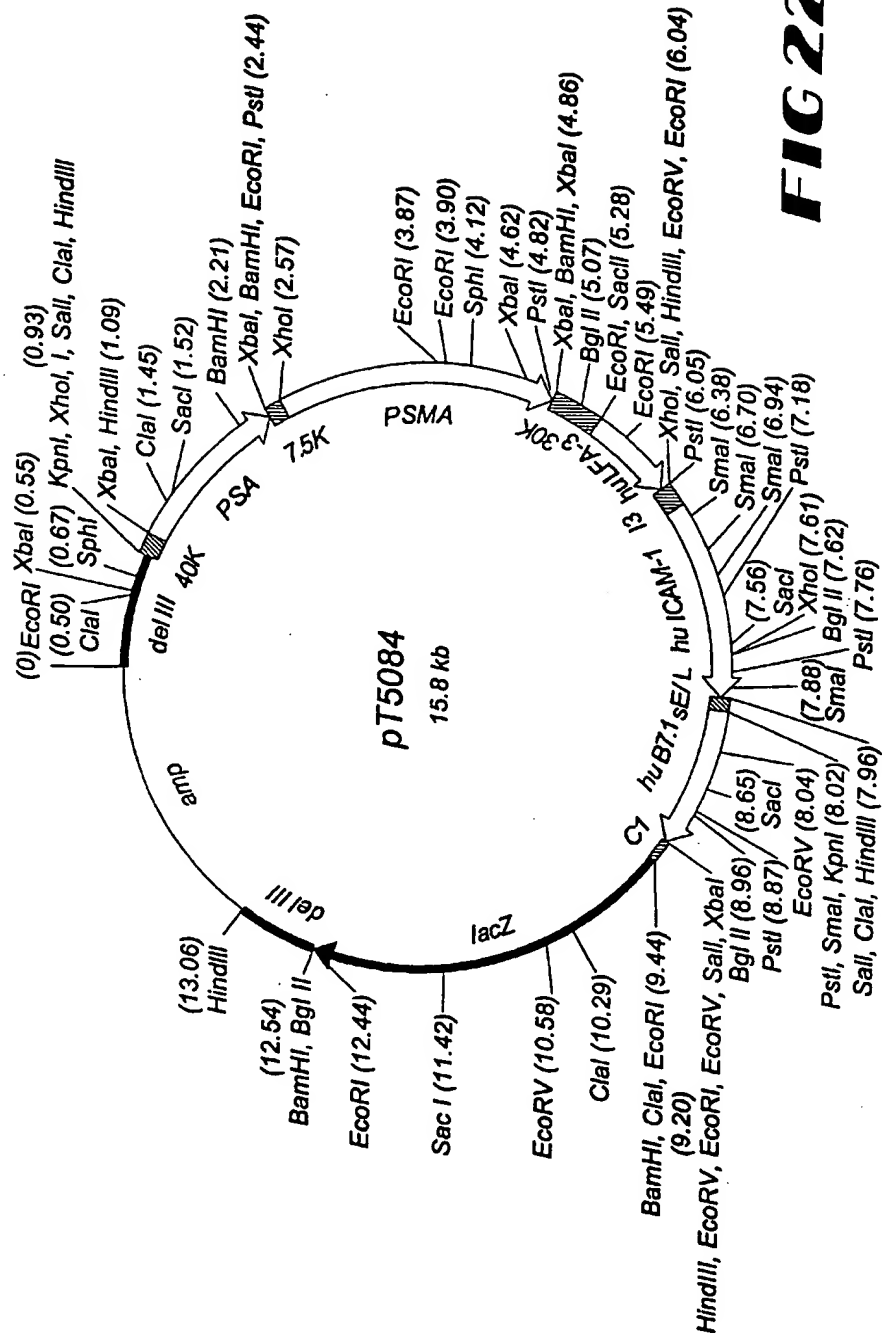 (0)EcoRI
XbaI (0.55)
(0.50)
ClaI
(0.67)
SphI
(0.93)
KpnI, XhoI, I, SalI, ClaI, HindIII
XbaI, HindIII (1.09)
ClaI (1.45)
SacI (1.52)
BamHI (2.21)
XbaI, BamHI, EcoRI, PstI (2.44)
XhoI (2.57)
EcoRI (3.87)
EcoRI (3.90)
SphI (4.12)
XbaI (4.62)
PstI (4.82)
XbaI, BamHI, XbaI (4.86)
Bgl II (5.07)
EcoRI, SacII (5.28)
EcoRI (5.49)
XhoI, SalI, HindIII, EcoRV, EcoRI (6.04)
PstI (6.05)
SmaI (6.38)
SmaI (6.70)
SmaI (6.94)
PstI (7.18)
(7.56)
SacI
XhoI (7.61)
Bgl II (7.62)
PstI (7.76)
(7.88)
SmaI
SalI, ClaI, HindIII (7.96)
PstI, SmaI, KpnI (8.02)
EcoRV (8.04)
(8.65)
SacI
PstI (8.87)
Bgl II (8.96)
HindIII, EcoRV, EcoRI, EcoRV, SalI, XbaI
(9.20)
BamHI, ClaI, EcoRI (9.44)
ClaI (10.29)
EcoRV (10.58)
Sac I (11.42)
EcoRI (12.44)
(12.54)
BamHI, Bgl II
(13.06)
HindIII
del III
40K
PSA
7.5K
PSMA
30K
huLFA-3
I3
hu ICAM-1
sE/L
hu B7.1
C1
lacZ
del III
amp
pT5084
15.8 kb
FIG 22